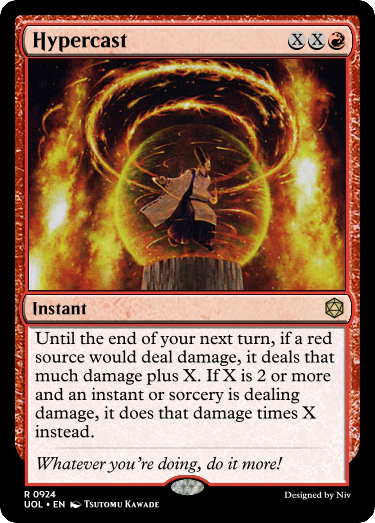 Hypercast XXR
Instant
Until the end of your next turn, if a red
source would deal damage, it deals that
much damage plus X. If X is 2 or more
and an instant or sorcery is dealing
damage, it does that damage times X
instead.
Whatever you're doing, do it more!
R 0924
UOL • EN Tsutomu Kawade
Designed by Niv